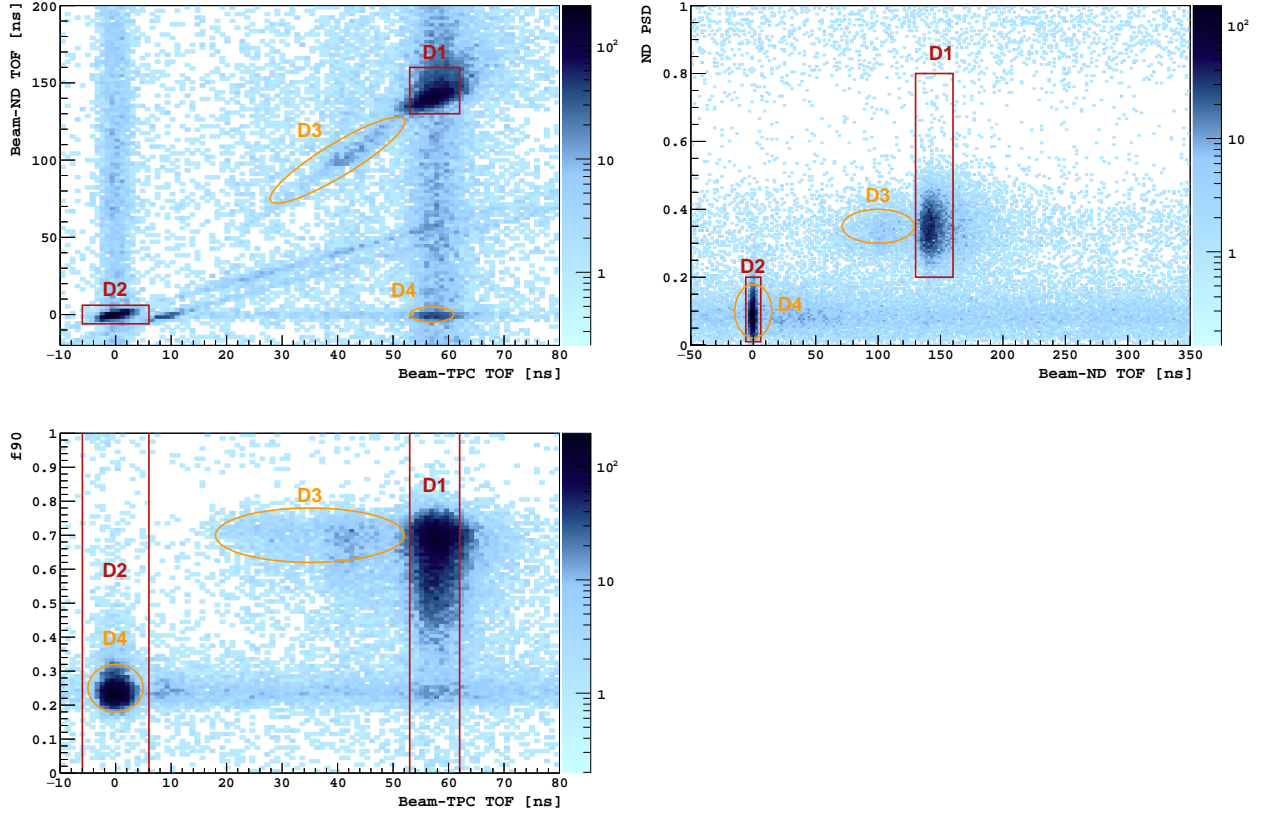 Beam-ND TOF [ns]
200
150
100
50
0
D1
D3
D2
D4
10²
10
1
−10 0 10 20 30 40 50 60 70 80
Beam-TPC TOF [ns]
ND PSD
1
0.8
0.6
0.4
0.2
0
D1
D3
D2
D4
10²
10
1
−50 0 50 100 150 200 250 300 350
Beam-ND TOF [ns]
f90
1
0.9
0.8
0.7
0.6
0.5
0.4
0.3
0.2
0.1
0
D1
D3
D2
D4
10²
10
1
−10 0 10 20 30 40 50 60 70 80
Beam-TPC TOF [ns]